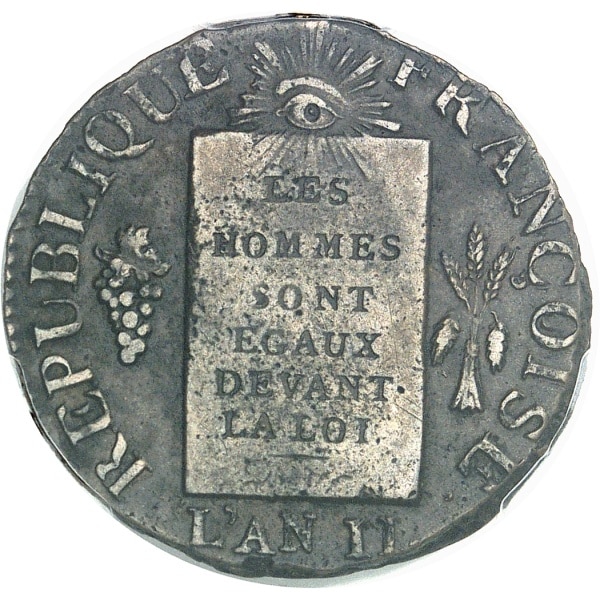 REPUBLIQUE FRANÇOISE
LES
HOMMES
SONT
EGAUX
DEVANT
LA LOI.
L'AN II.